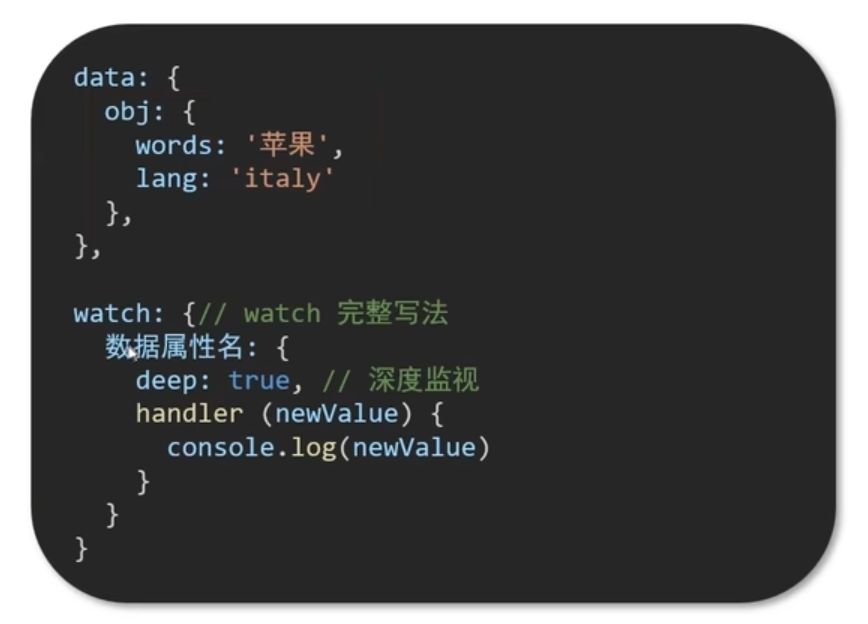 data: {
  obj: {
    words: '苹果',
    lang: 'italy'
  },
},
watch: {// watch 完整写法
  数据属性名: {
    deep: true, // 深度监视
    handler (newValue) {
      console.log(newValue)
    }
  }
}